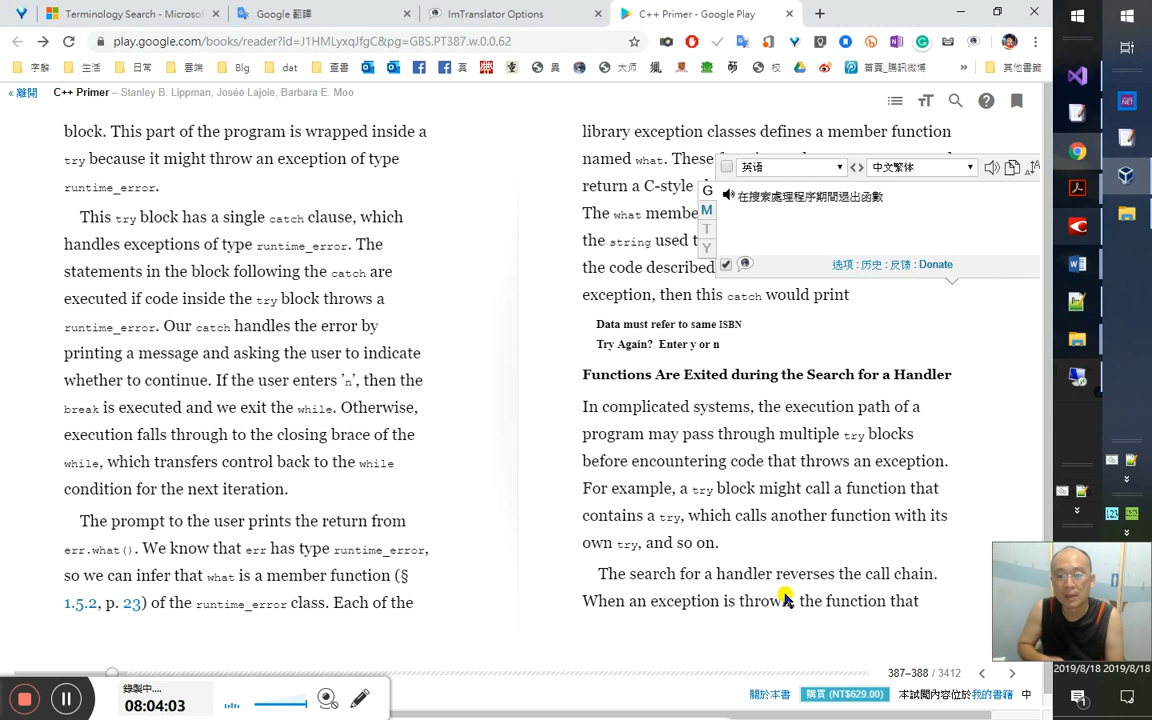 Terminology Search - Microsof
Google 翻譯
ImTranslator Options
C++ Primer - Google Play
play.google.com/books/reader?id=J1HMLyxqJfgC&pg=GBS.PT387.w.0.0.62
字辭
生活
日常
雲端
Blg
dat
查書
真
異
大师
校
首頁_騰訊微博
»
其他書籤
« 離開
C++ Primer – Stanley B. Lippman, Josée Lajoie, Barbara E. Moo
block. This part of the program is wrapped inside a
try because it might throw an exception of type
runtime_error.
This try block has a single catch clause, which
handles exceptions of type runtime_error. The
statements in the block following the catch are
executed if code inside the try block throws a
runtime_error. Our catch handles the error by
printing a message and asking the user to indicate
whether to continue. If the user enters 'n', then the
break is executed and we exit the while. Otherwise,
execution falls through to the closing brace of the
while, which transfers control back to the while
condition for the next iteration.
The prompt to the user prints the return from
err.what(). We know that err has type runtime_error,
so we can infer that what is a member function (§
1.5.2, p. 23) of the runtime_error class. Each of the
library exception classes defines a member function
named what. These
return a C-style
The what membe
the string used
the code described
exception, then this catch would print
Data must refer to same ISBN
Try Again? Enter y or n
Functions Are Exited during the Search for a Handler
In complicated systems, the execution path of a
program may pass through multiple try blocks
before encountering code that throws an exception.
For example, a try block might call a function that
contains a try, which calls another function with its
own try, and so on.
The search for a handler reverses the call chain.
When an exception is thrown, the function that
英语
中文繁体
G
M
T
Y
在搜索處理程序期間退出函數
选项 : 历史 : 反馈 : Donate
387–388 / 3412
關於本書
購買 (NT$629.00)
本試閱內容位於我的書籍 中
錄製中....
08:04:03
2019/8/18
2019/8/18